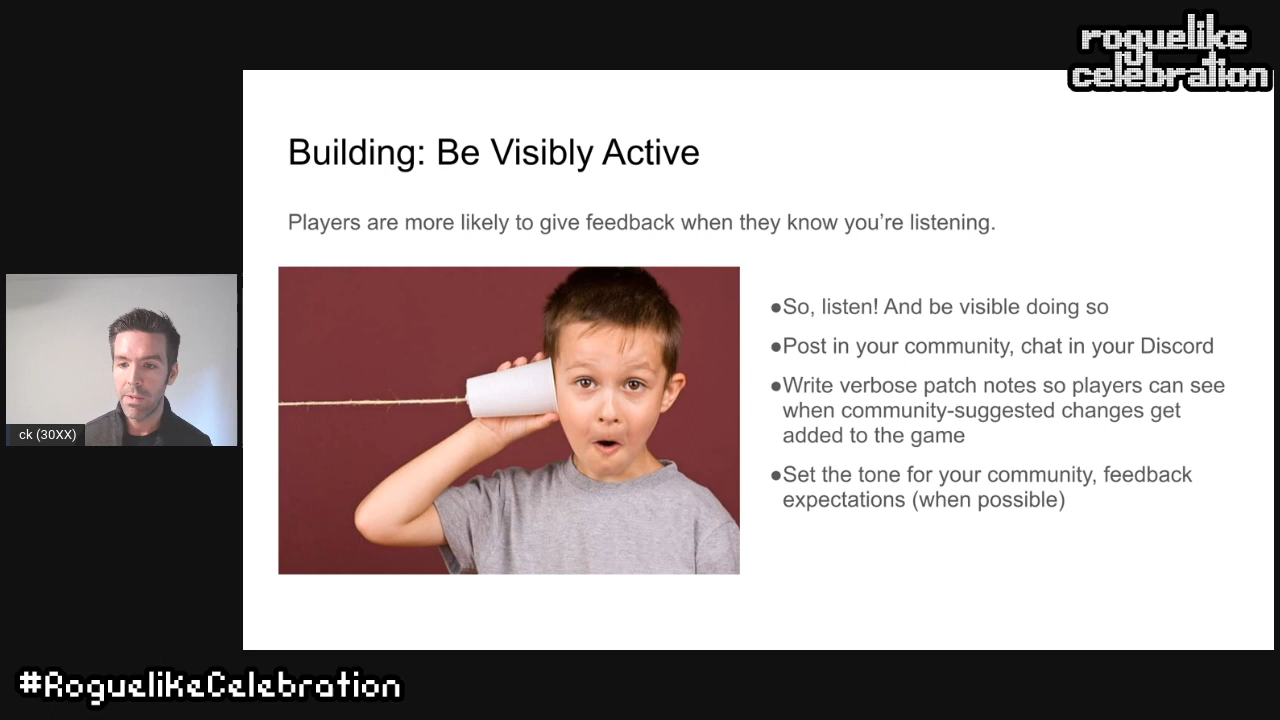 roguelike
celebration
Building: Be Visibly Active
Players are more likely to give feedback when they know you’re listening.
●So, listen! And be visible doing so
●Post in your community, chat in your Discord
●Write verbose patch notes so players can see
when community-suggested changes get
added to the game
●Set the tone for your community, feedback
expectations (when possible)
ck (30XX)
#RoguelikeCelebration